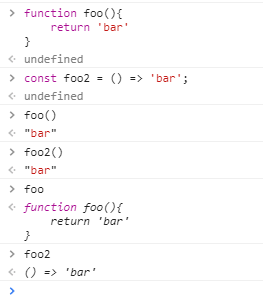 > function foo(){
return 'bar'
}
< undefined
> const foo2 = () => 'bar';
< undefined
> foo()
< "bar"
> foo2()
< "bar"
> foo
< function foo(){
return 'bar'
}
> foo2
< () => 'bar'
>